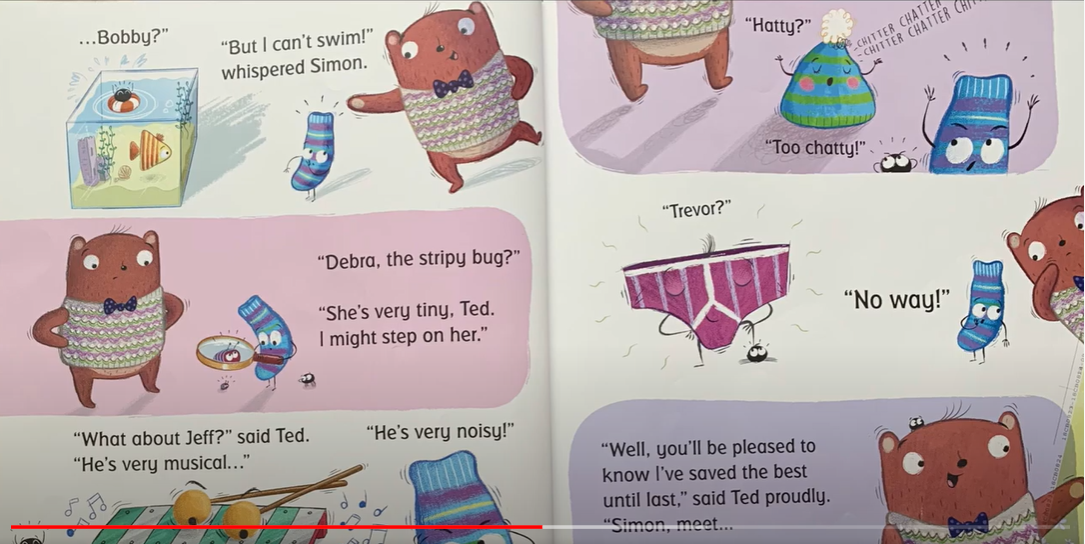 ...Bobby?"
"But I can't swim!"
whispered Simon.
"Debra, the stripy bug?"
"She's very tiny, Ted.
I might step on her."
"What about Jeff?" said Ted.
"He's very musical..."
"He's very noisy!"
"Hatty?"
-CHITTER CHATTER
-CHITTER CHATTER CHI
"Too chatty!"
"Trevor?"
"No way!"
"Well, you'll be pleased to
know I've saved the best
until last," said Ted proudly.
"Simon, meet...